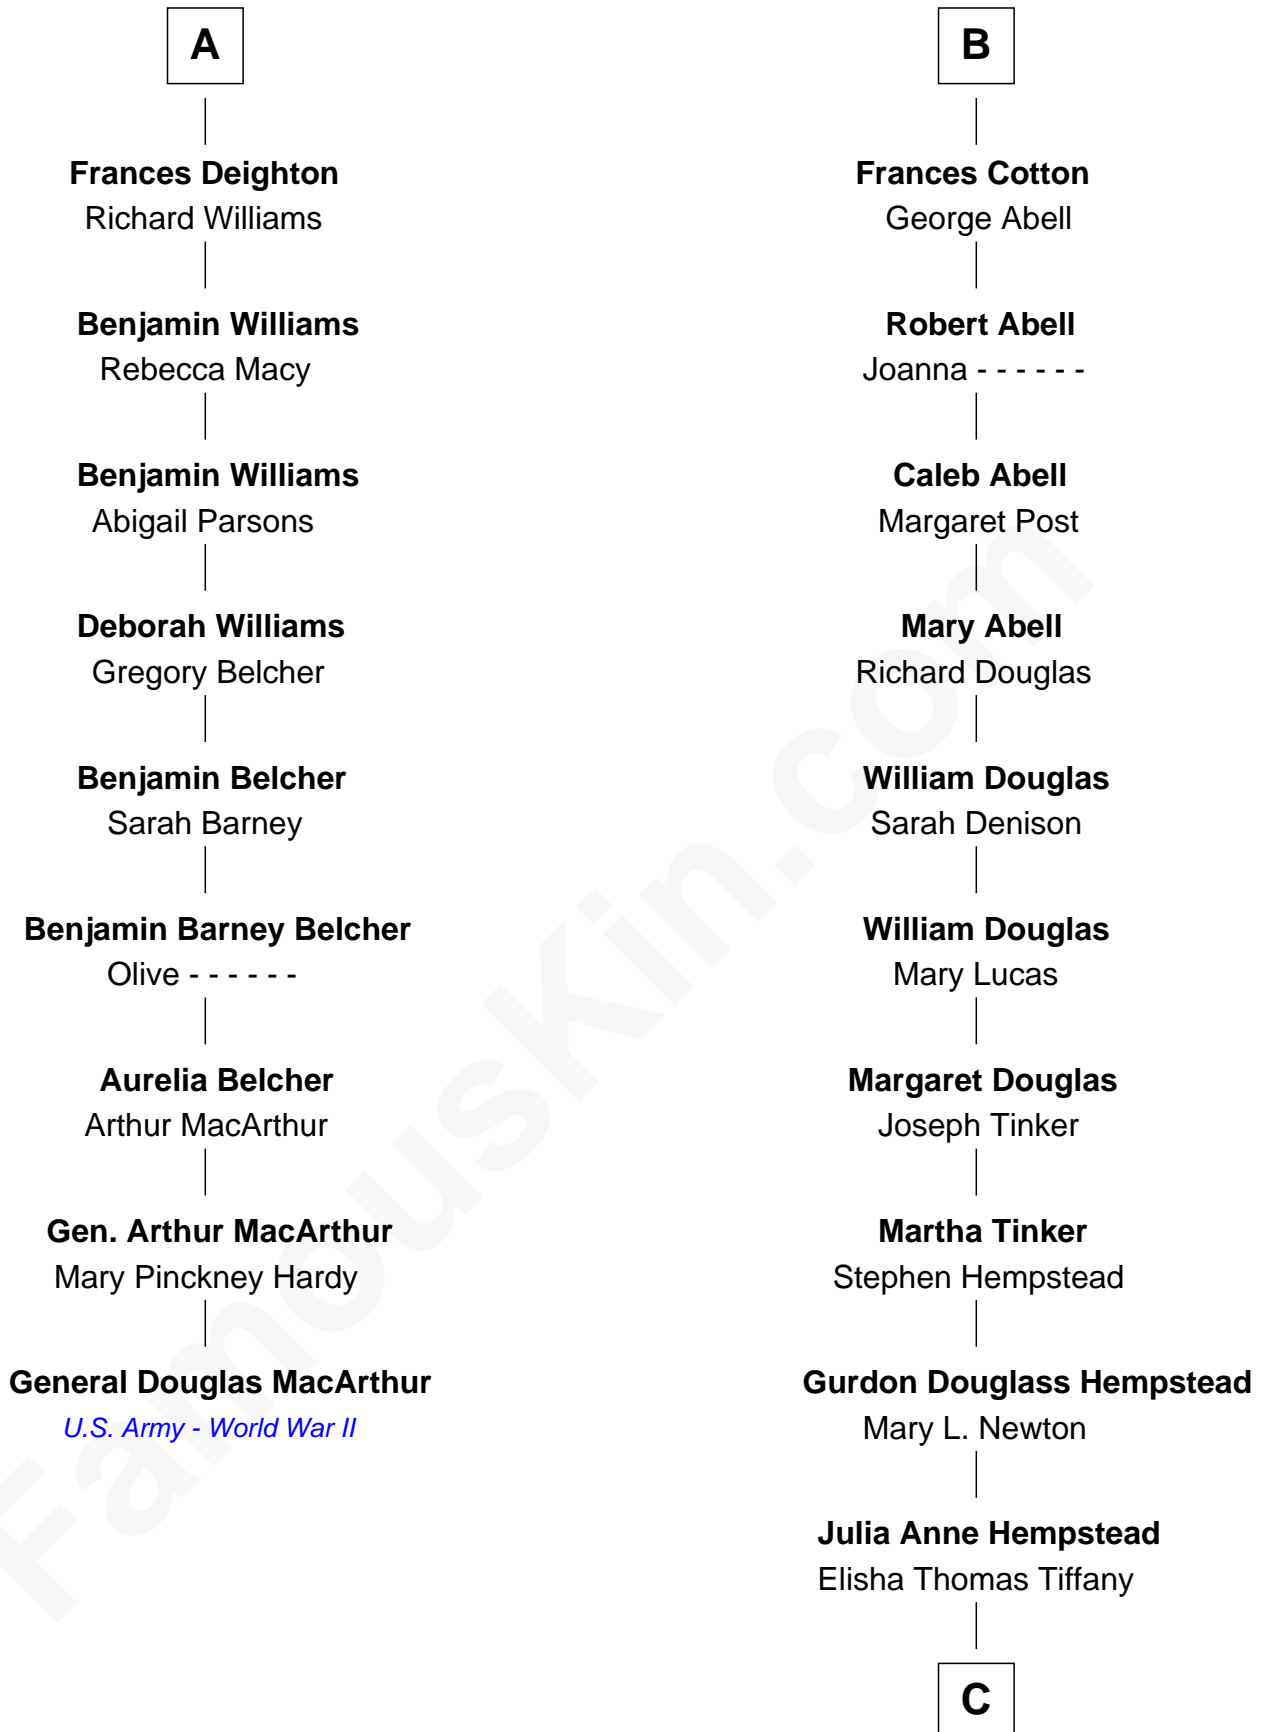 A
Frances Deighton
Richard Williams
Benjamin Williams
Rebecca Macy
Benjamin Williams
Abigail Parsons
Deborah Williams
Gregory Belcher
Benjamin Belcher
Sarah Barney
Benjamin Barney Belcher
Olive - - - - - -
Aurelia Belcher
Arthur MacArthur
Gen. Arthur MacArthur
Mary Pinckney Hardy
General Douglas MacArthur
U.S. Army - World War II
B
Frances Cotton
George Abell
Robert Abell
Joanna - - - - - -
Caleb Abell
Margaret Post
Mary Abell
Richard Douglas
William Douglas
Sarah Denison
William Douglas
Mary Lucas
Margaret Douglas
Joseph Tinker
Martha Tinker
Stephen Hempstead
Gurdon Douglass Hempstead
Mary L. Newton
Julia Anne Hempstead
Elisha Thomas Tiffany
C
FamousKin.com